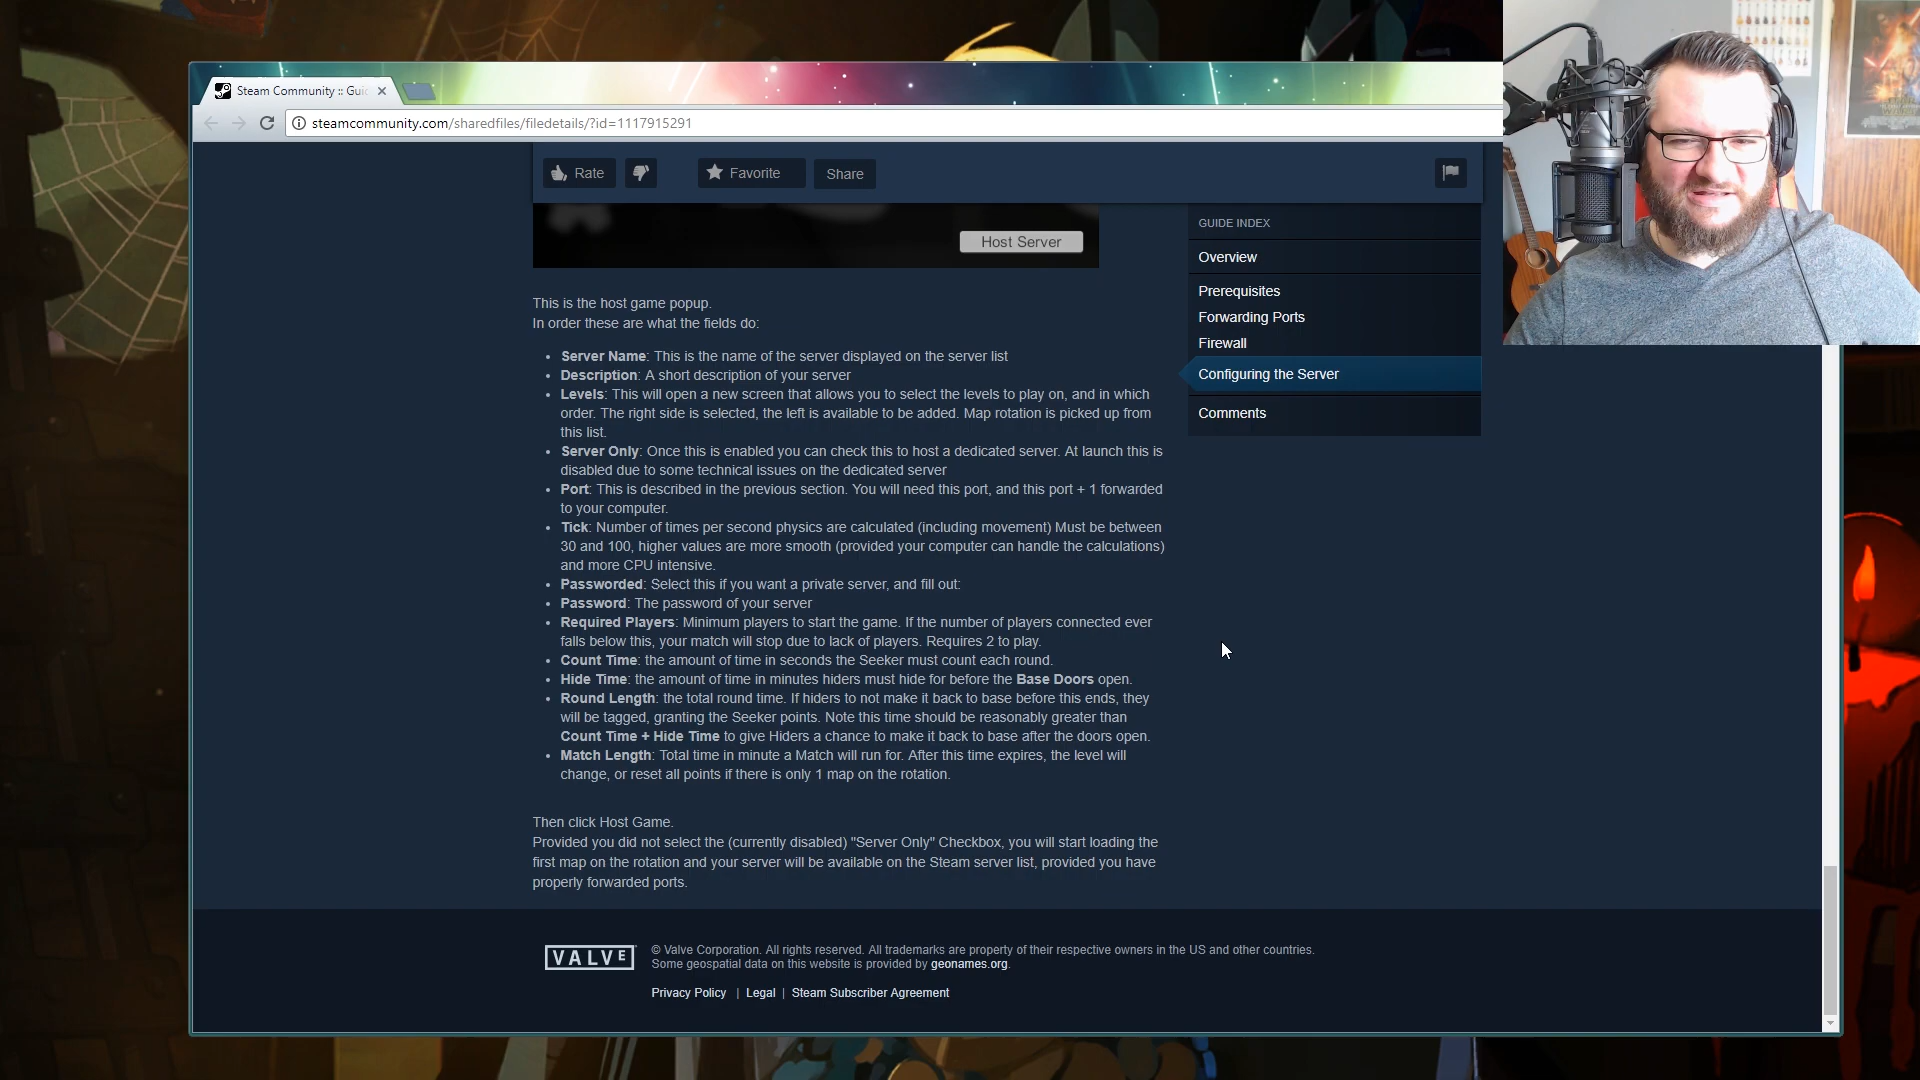 Steam Community :: Gui
steamcommunity.com/sharedfiles/filedetails/?id=1117915291
Rate
Favorite
Share
Host Server
GUIDE INDEX
Overview
Prerequisites
Forwarding Ports
Firewall
Configuring the Server
Comments
This is the host game popup.
In order these are what the fields do:
• Server Name: This is the name of the server displayed on the server list
• Description: A short description of your server
• Levels: This will open a new screen that allows you to select the levels to play on, and in which
order. The right side is selected, the left is available to be added. Map rotation is picked up from
this list.
• Server Only: Once this is enabled you can check this to host a dedicated server. At launch this is
disabled due to some technical issues on the dedicated server
• Port: This is described in the previous section. You will need this port, and this port + 1 forwarded
to your computer.
• Tick: Number of times per second physics are calculated (including movement) Must be between
30 and 100, higher values are more smooth (provided your computer can handle the calculations)
and more CPU intensive.
• Passworded: Select this if you want a private server, and fill out:
• Password: The password of your server
• Required Players: Minimum players to start the game. If the number of players connected ever
falls below this, your match will stop due to lack of players. Requires 2 to play.
• Count Time: the amount of time in seconds the Seeker must count each round.
• Hide Time: the amount of time in minutes hiders must hide for before the Base Doors open.
• Round Length: the total round time. If hiders to not make it back to base before this ends, they
will be tagged, granting the Seeker points. Note this time should be reasonably greater than
Count Time + Hide Time to give Hiders a chance to make it back to base after the doors open.
• Match Length: Total time in minute a Match will run for. After this time expires, the level will
change, or reset all points if there is only 1 map on the rotation.
Then click Host Game.
Provided you did not select the (currently disabled) "Server Only" Checkbox, you will start loading the
first map on the rotation and your server will be available on the Steam server list, provided you have
properly forwarded ports.
VALVE
© Valve Corporation. All rights reserved. All trademarks are property of their respective owners in the US and other countries.
Some geospatial data on this website is provided by geonames.org.
Privacy Policy | Legal | Steam Subscriber Agreement